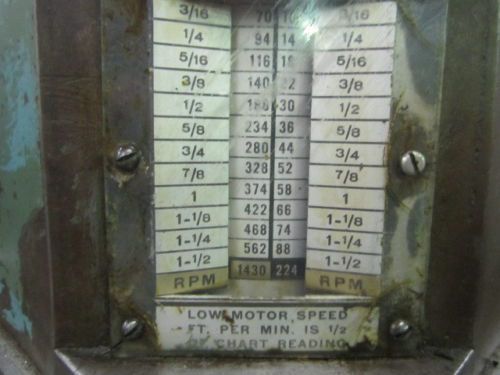 3/16 70 10 3/16
1/4 94 14 1/4
5/16 116 18 5/16
3/8 140 22 3/8
1/2 188 30 1/2
5/8 234 36 5/8
3/4 280 44 3/4
7/8 328 52 7/8
1 374 58 1
1-1/8 422 66 1-1/8
1-1/4 468 74 1-1/4
1-1/2 562 88 1-1/2
RPM 1430 224 RPM
LOW MOTOR SPEED
FT. PER MIN. IS 1/2
OF CHART READING